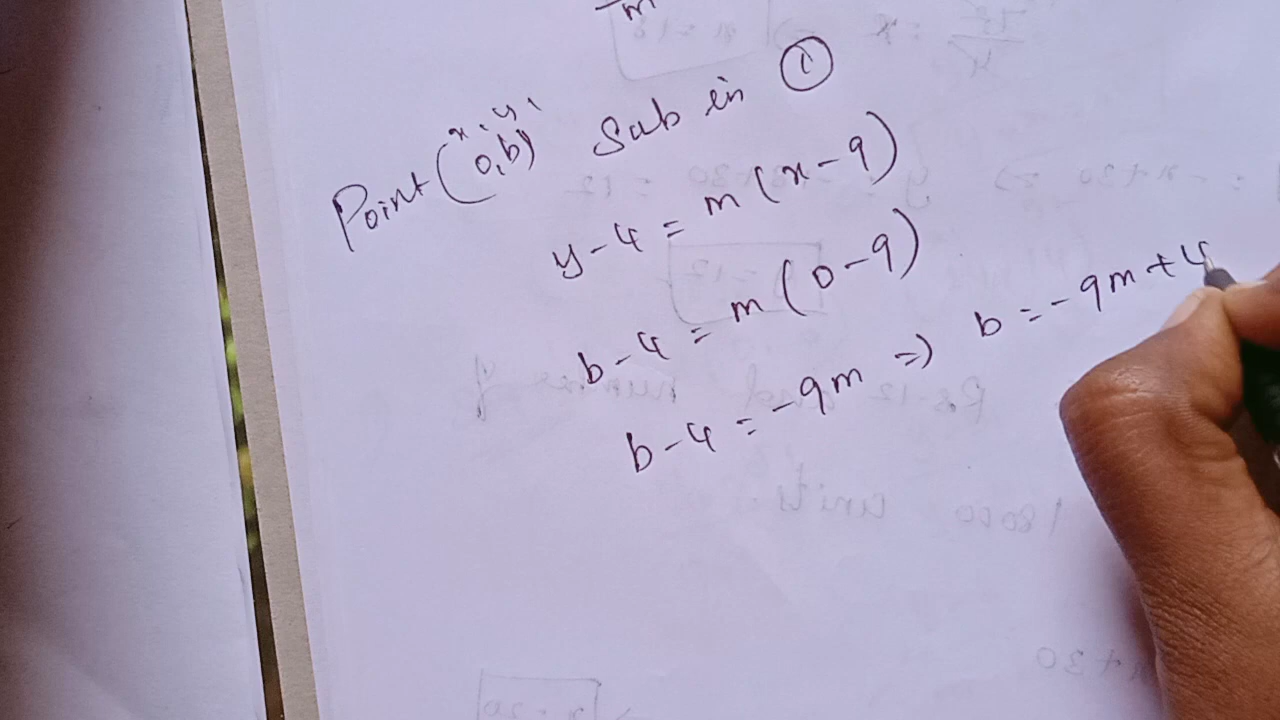 m
Point (0,b) Sub in ①
x, y,
y-4 = m(x-9)
b-4 = m(0-9)
b-4 = -9m => b = -9m+4